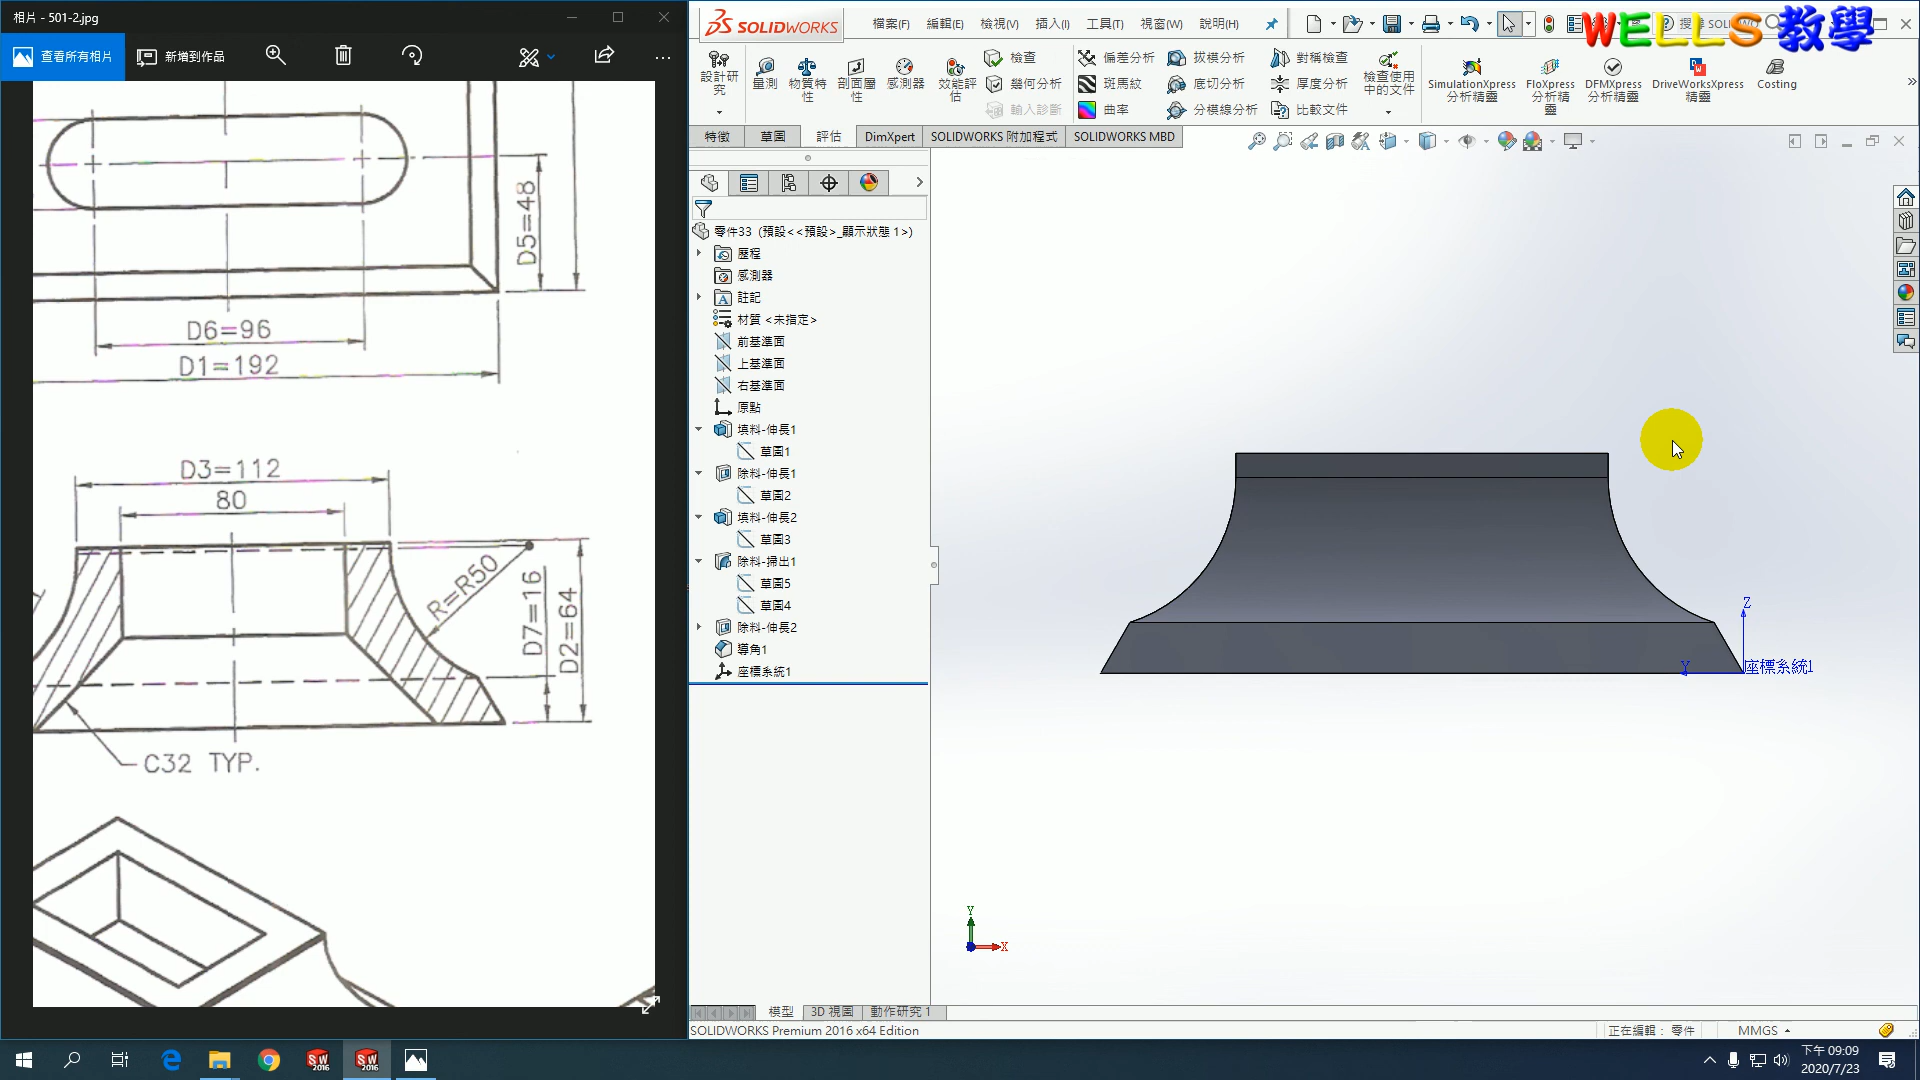 相片 - 501-2.jpg
查看所有相片
新增到作品
D5=48
D6=96
D1=192
D3=112
80
R=R50
D7=16
D2=64
C32 TYP.
SOLIDWORKS
檔案(F)
編輯(E)
檢視(V)
插入(I)
工具(T)
視窗(W)
說明(H)
WELLS 教學
設計研究
量測
物質特性
剖面屬性
感測器
效能評估
檢查
幾何分析
輸入診斷
偏差分析
斑馬紋
曲率
拔模分析
底切分析
分模線分析
對稱檢查
厚度分析
比較文件
檢查使用中的文件
SimulationXpress 分析精靈
FloXpress 分析精靈
DFMXpress 分析精靈
DriveWorksXpress 精靈
Costing
特徵
草圖
評估
DimXpert
SOLIDWORKS 附加程式
SOLIDWORKS MBD
零件33 (預設<<預設>_顯示狀態 1>)
歷程
感測器
註記
材質 <未指定>
前基準面
上基準面
右基準面
原點
填料-伸長1
草圖1
除料-伸長1
草圖2
填料-伸長2
草圖3
除料-掃出1
草圖5
草圖4
除料-伸長2
導角1
座標系統1
Z
Y
座標系統1
Y
X
模型
3D 視圖
動作研究 1
SOLIDWORKS Premium 2016 x64 Edition
正在編輯： 零件
MMGS
下午 09:09
2020/7/23